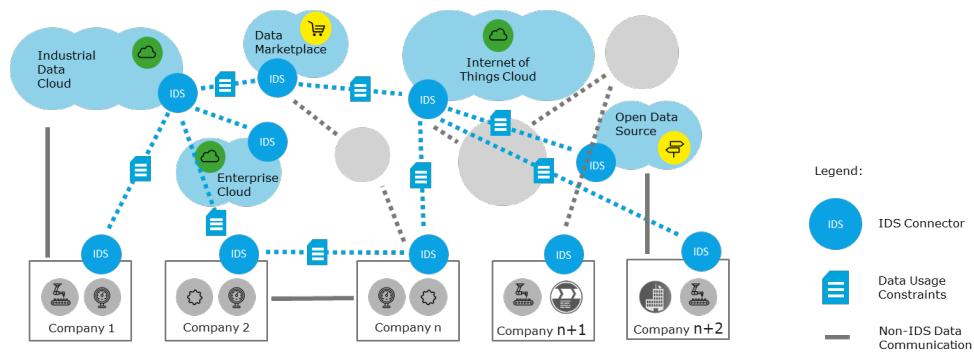 Industrial
Data
Cloud
Data
Marketplace
Internet of
Things Cloud
Open Data
Source
Enterprise
Cloud
IDS
IDS
IDS
IDS
IDS
IDS
IDS
IDS
IDS
IDS
Company 1
Company 2
Company n
Company n+1
Company n+2
Legend:
IDS
IDS Connector
Data Usage
Constraints
Non-IDS Data
Communication